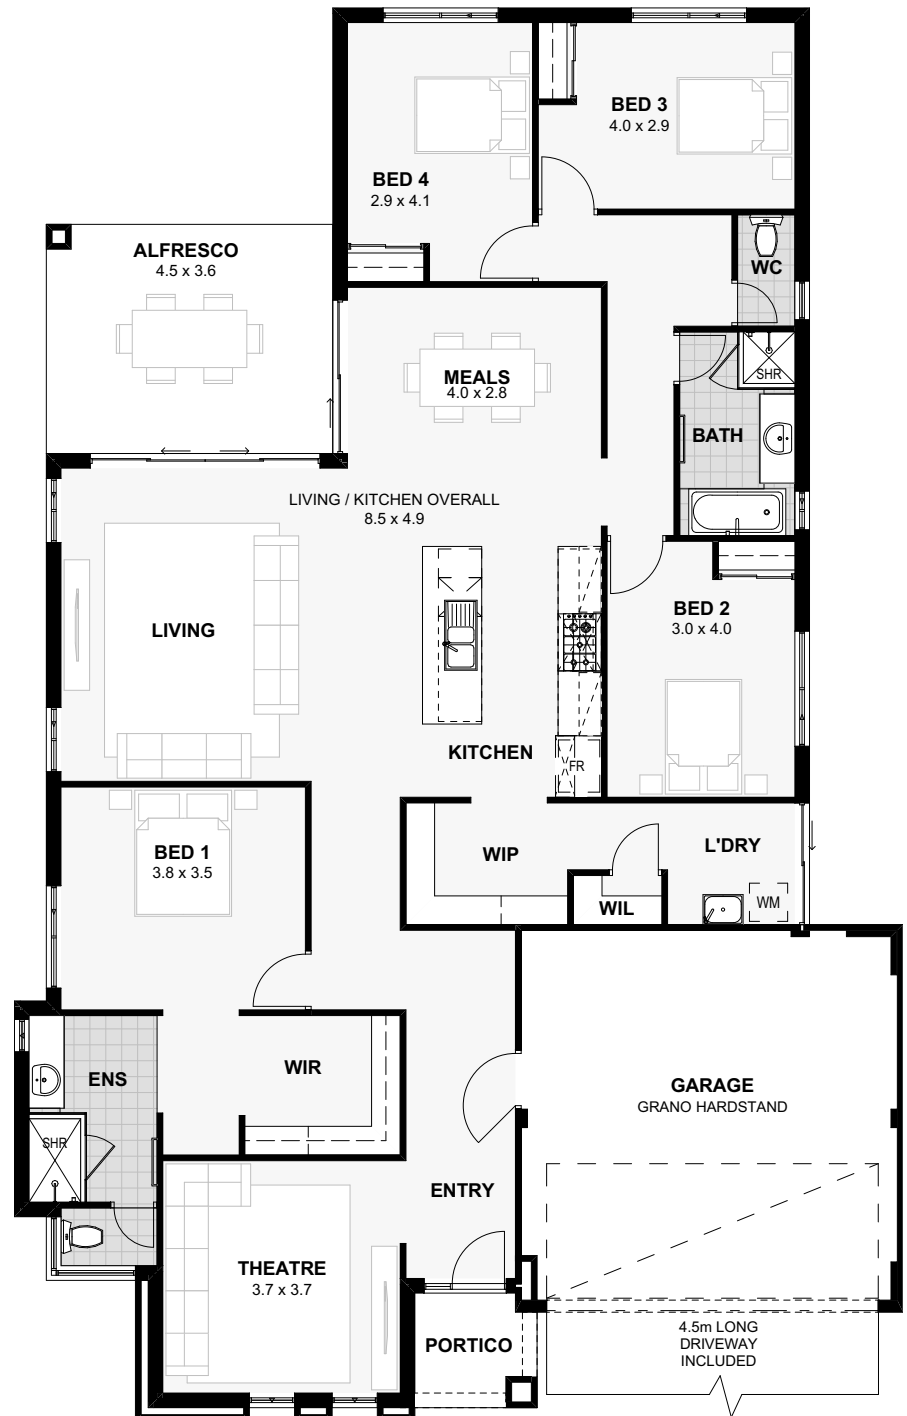 BED 3
4.0 x 2.9
BED 4
2.9 x 4.1
ALFRESCO
4.5 x 3.6
WC
MEALS
4.0 x 2.8
SHR
BATH
LIVING / KITCHEN OVERALL
8.5 x 4.9
BED 2
3.0 x 4.0
LIVING
KITCHEN
FR
BED 1
3.8 x 3.5
WIP
L'DRY
WIL
WM
WIR
ENS
SHR
GARAGE
GRANO HARDSTAND
ENTRY
THEATRE
3.7 x 3.7
PORTICO
4.5m LONG
DRIVEWAY
INCLUDED